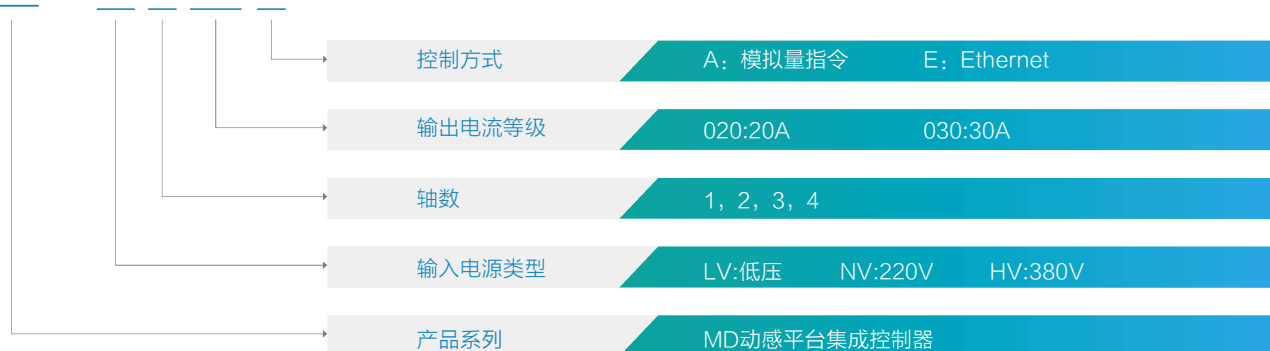 控制方式 A：模拟量指令 E：Ethernet
输出电流等级 020:20A 030:30A
轴数 1，2，3，4
输入电源类型 LV:低压 NV:220V HV:380V
产品系列 MD动感平台集成控制器